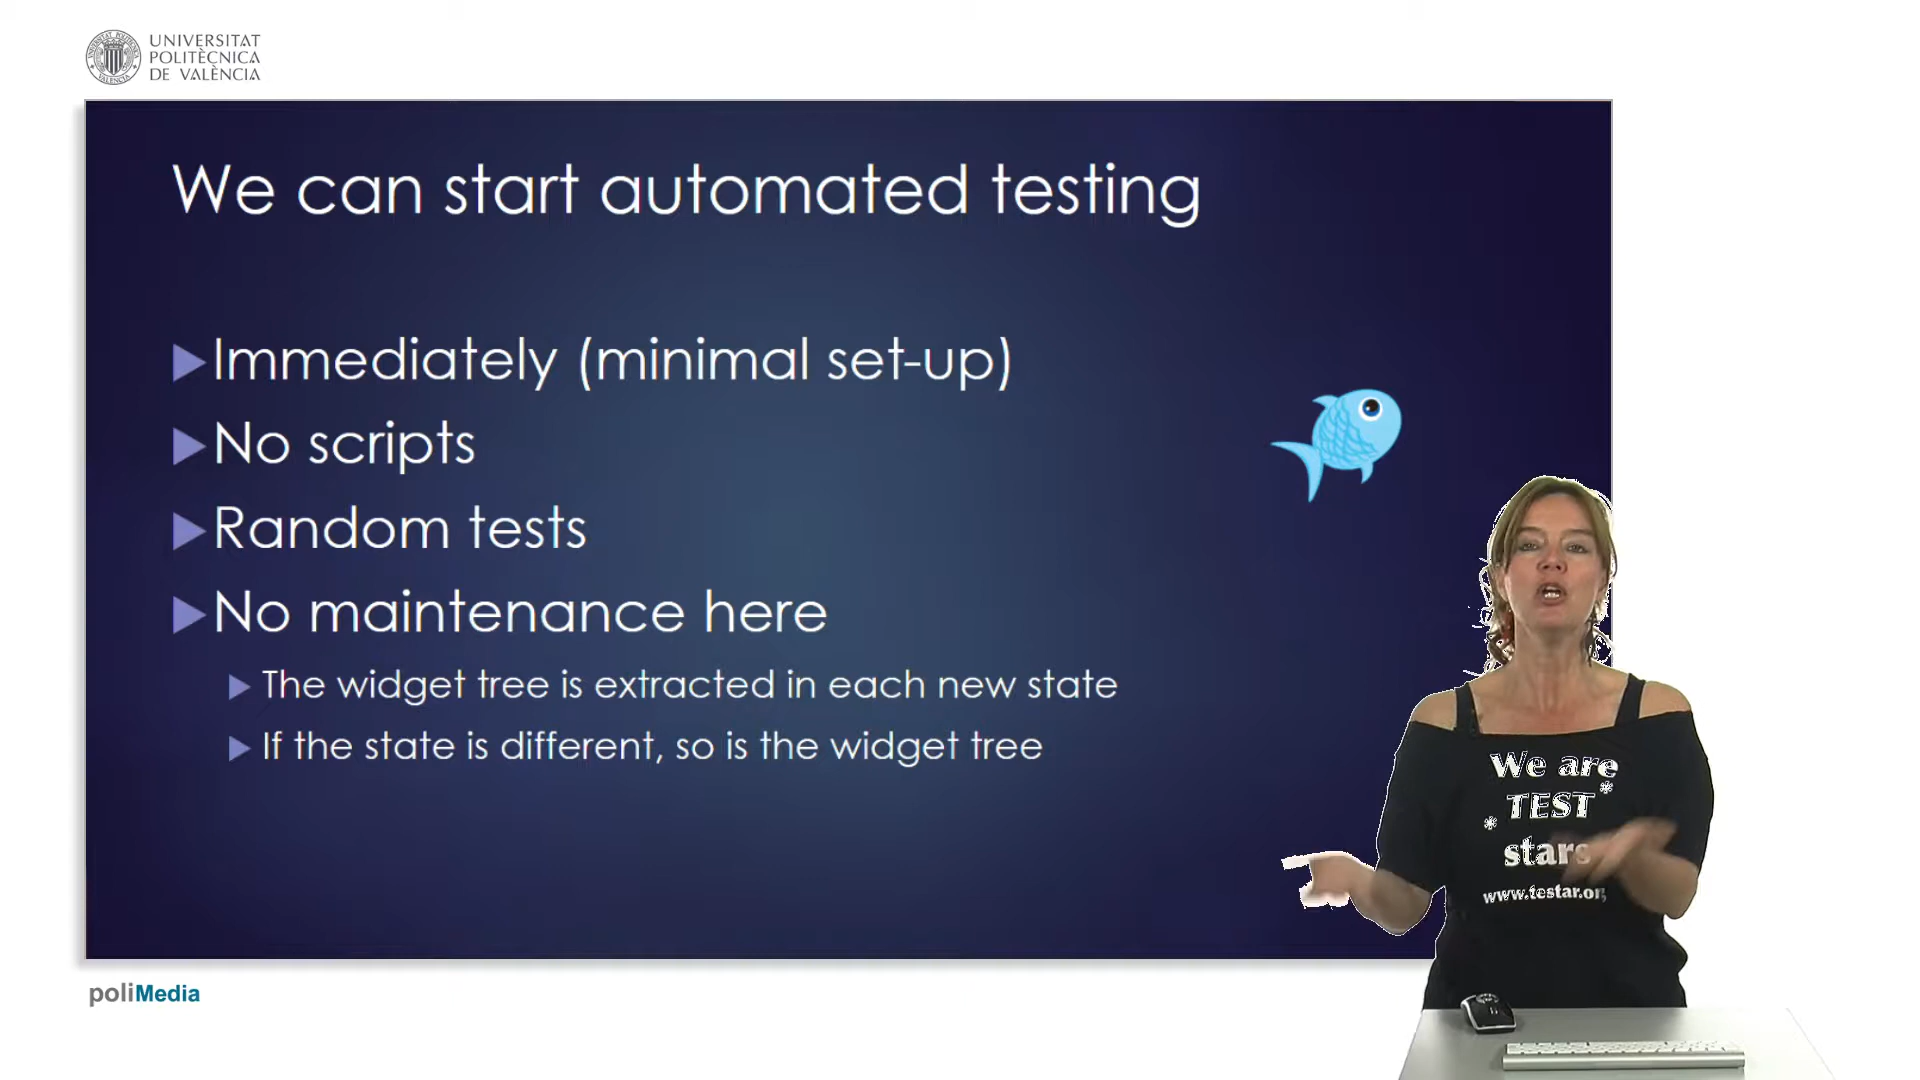 UNIVERSITAT
POLITÈCNICA
DE VALÈNCIA
We can start automated testing
Immediately (minimal set-up)
No scripts
Random tests
No maintenance here
The widget tree is extracted in each new state
If the state is different, so is the widget tree
We are
TEST
stars
www.testar.org
poliMedia